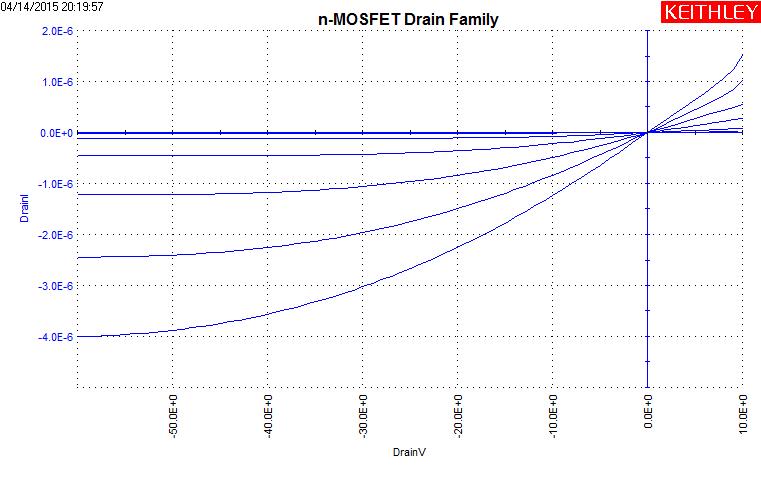 04/14/2015 20:19:57
n-MOSFET Drain Family
KEITHLEY
2.0E-6
1.0E-6
0.0E+0
-1.0E-6
-2.0E-6
-3.0E-6
-4.0E-6
DrainI
-50.0E+0
-40.0E+0
-30.0E+0
-20.0E+0
-10.0E+0
0.0E+0
10.0E+0
DrainV